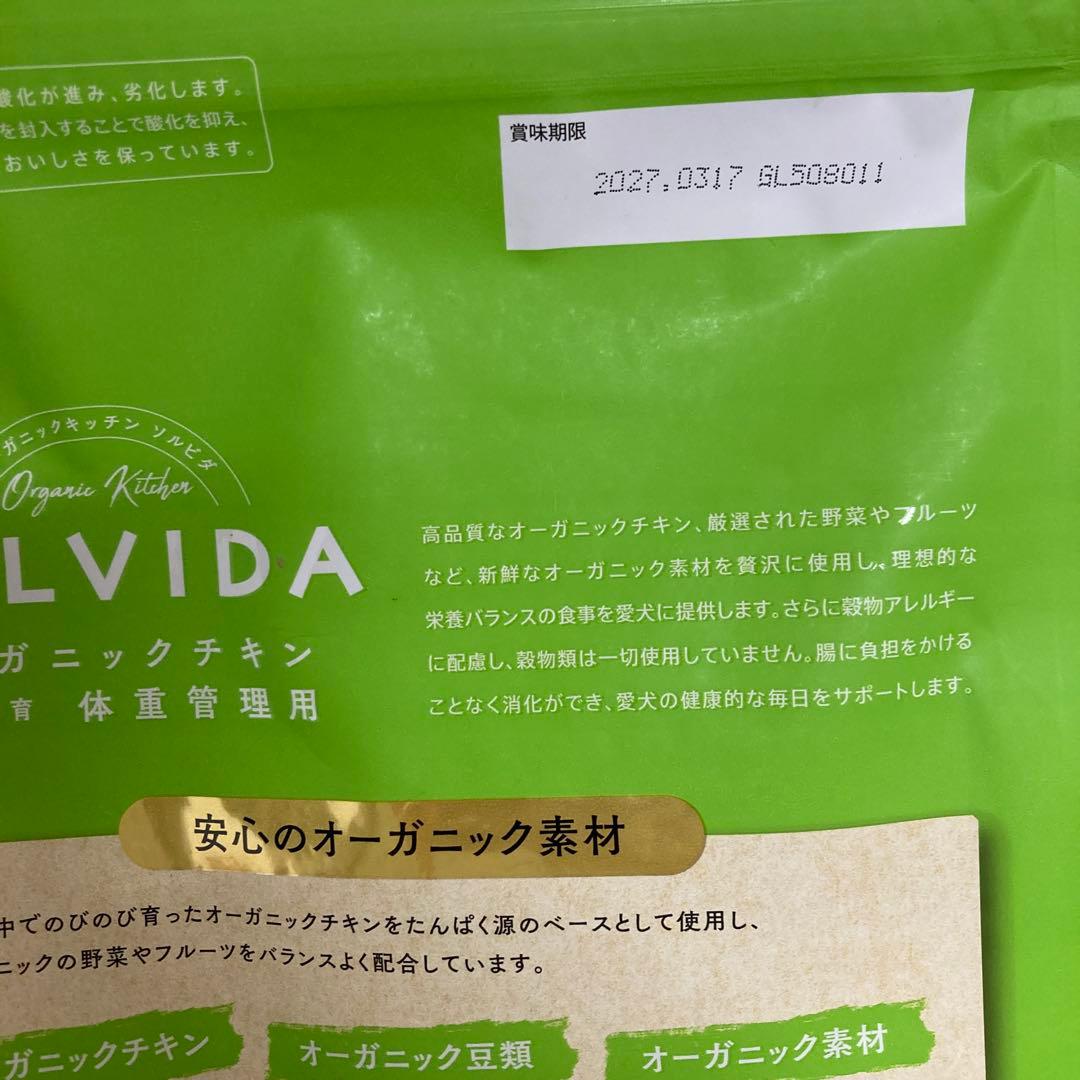 酸化が進み、劣化します。
を封入することで酸化を抑え、
おいしさを保っています。
賞味期限
2027.0317 GL508011
ガニックキッチン ソルビダ
Organic Kitchen
LVIDA
ガニックチキン
育 体重管理用
高品質なオーガニックチキン、厳選された野菜やフルーツ
など、新鮮なオーガニック素材を贅沢に使用し、理想的な
栄養バランスの食事を愛犬に提供します。さらに穀物アレルギー
に配慮し、穀物類は一切使用していません。腸に負担をかける
ことなく消化ができ、愛犬の健康的な毎日をサポートします。
安心のオーガニック素材
中でのびのび育ったオーガニックチキンをたんぱく源のベースとして使用し、
ニックの野菜やフルーツをバランスよく配合しています。
ガニックチキン
オーガニック豆類
オーガニック素材